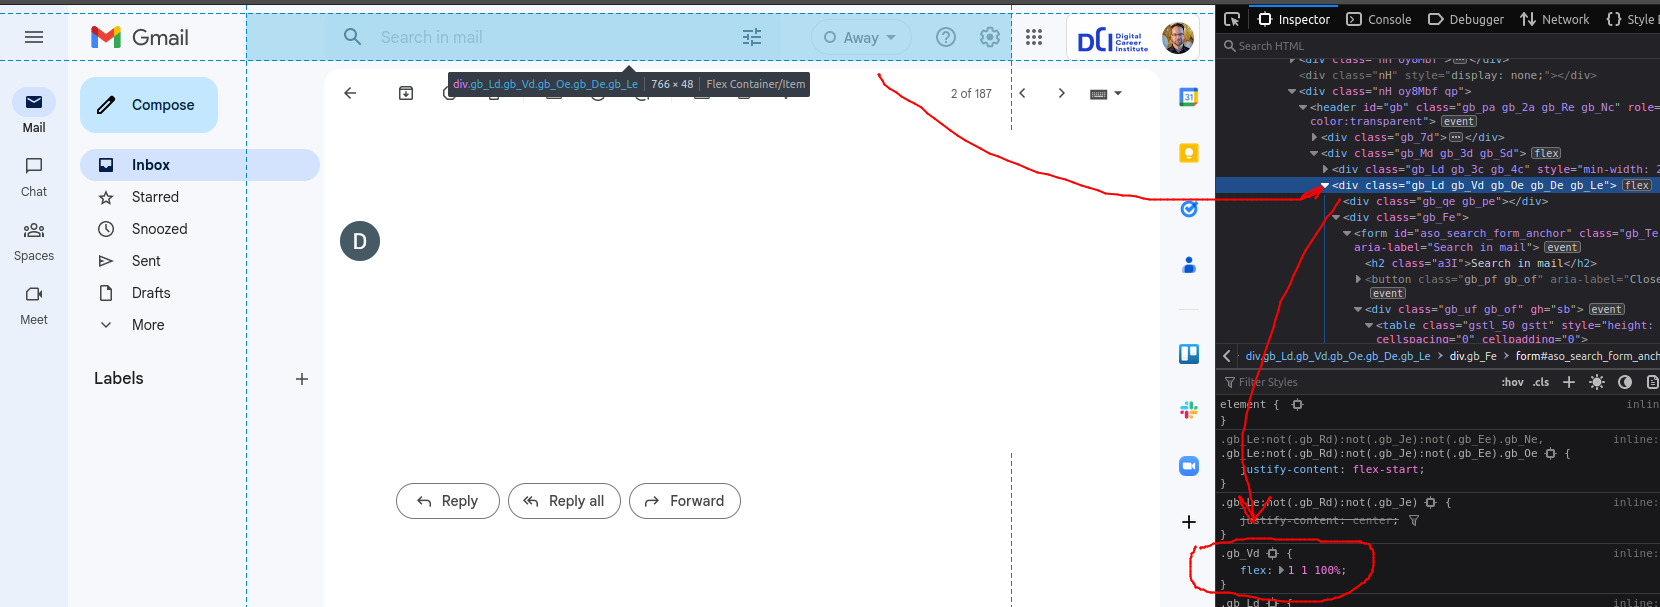 Gmail
Search in mail
Away
DCI Digital
Career
Institute
div.gb_Ld.gb_Vd.gb_Oe.gb_De.gb_Le 766 × 48 Flex Container/Item
2 of 187
Compose
Mail
Inbox
Chat
Starred
Spaces
Snoozed
Sent
Meet
Drafts
More
Labels
D
Reply
Reply all
Forward
31
Inspector
Console
Debugger
Network
Style
Search HTML
<div class="nH oy8Mbf">
<div class="nH" style="display: none;"></div>
<div class="nH oy8Mbf qp">
<header id="gb" class="gb_pa gb_2a gb_Re gb_Nc" role=
color:transparent"> event
<div class="gb_7d"></div>
<div class="gb_Md gb_3d gb_Sd"> flex
<div class="gb_Ld gb_3c gb_4c" style="min-width: 2
<div class="gb_Ld gb_Vd gb_Oe gb_De gb_Le"> flex
<div class="gb_qe gb_pe"></div>
<div class="gb_Fe">
<form id="aso_search_form_anchor" class="gb_Te
aria-label="Search in mail"> event
<h2 class="a3I">Search in mail</h2>
<button class="gb_pf gb_of" aria-label="Close
event
<div class="gb_uf gb_of" gh="sb"> event
<table class="gstl_50 gstt" style="height:
cellspacing="0" cellpadding="0">
div.gb_Ld.gb_Vd.gb_Oe.gb_De.gb_Le > div.gb_Fe > form#aso_search_form_anch
Filter Styles
:hov .cls
element { inlin
}
.gb_Le:not(.gb_Rd):not(.gb_Je):not(.gb_Ee).gb_Ne, inline:
.gb_Le:not(.gb_Rd):not(.gb_Je):not(.gb_Ee).gb_Oe {
justify-content: flex-start;
}
.gb_Le:not(.gb_Rd):not(.gb_Je) { inline:
justify-content: center;
}
.gb_Vd { inline:
flex: 1 1 100%;
}
.gb_Ld { inline: